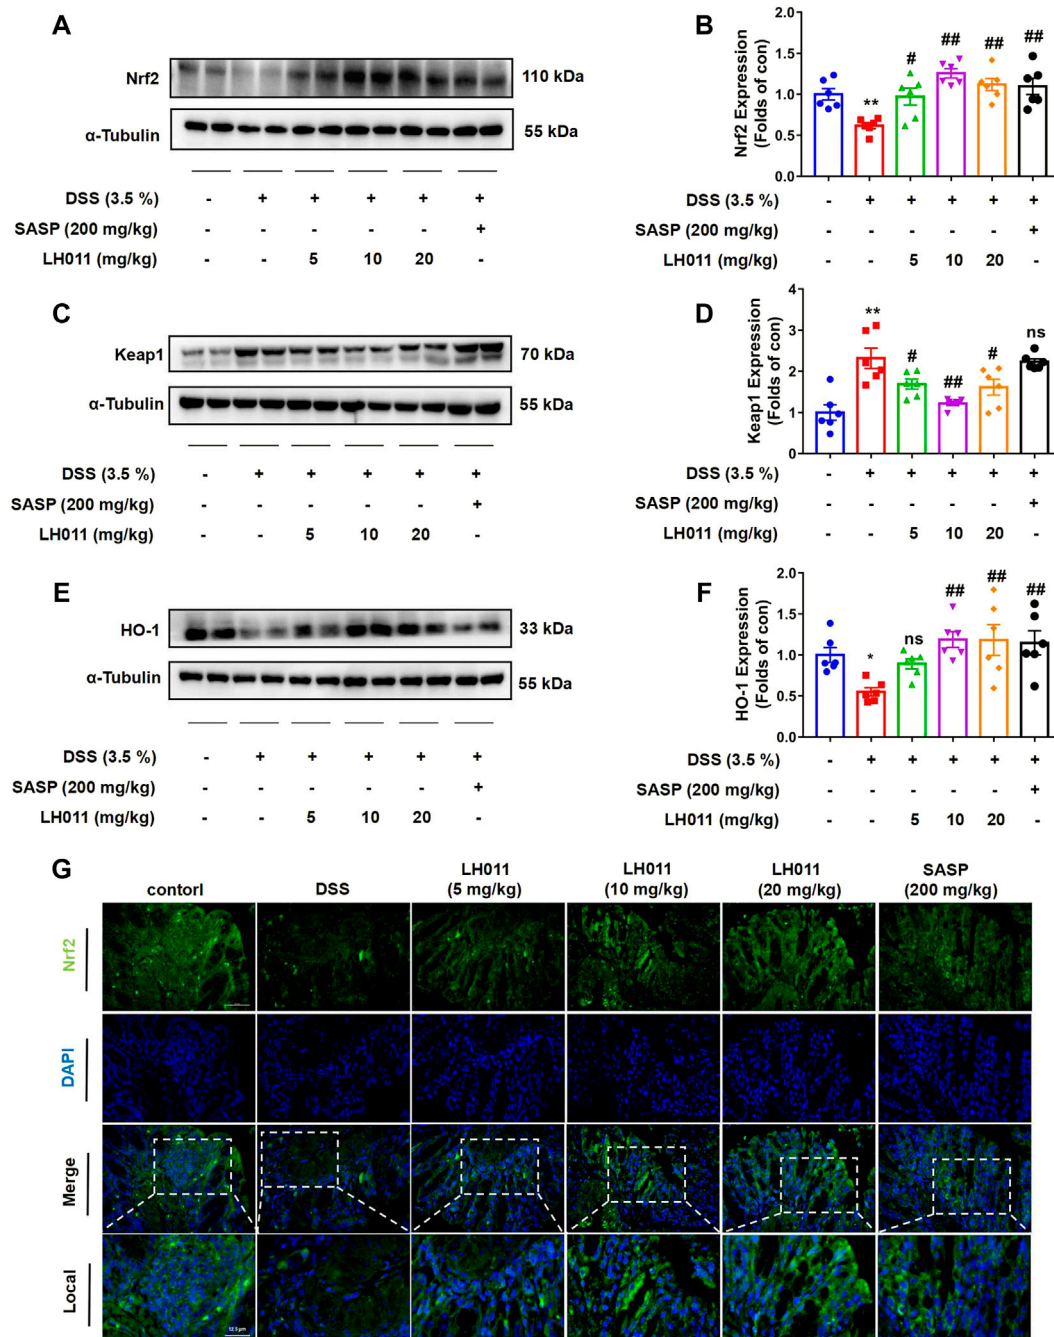 A
Nrf2
110 kDa
α-Tubulin
55 kDa
DSS (3.5 %) - + + + + +
SASP (200 mg/kg) - - - - - +
LH011 (mg/kg) - - 5 10 20 -
B
Nrf2 Expression
(Folds of con)
2.0
1.5
1.0
0.5
0.0
** # ## ## ##
DSS (3.5 %) - + + + + +
SASP (200 mg/kg) - - - - - +
LH011 (mg/kg) - - 5 10 20 -
C
Keap1
70 kDa
α-Tubulin
55 kDa
DSS (3.5 %) - + + + + +
SASP (200 mg/kg) - - - - - +
LH011 (mg/kg) - - 5 10 20 -
D
Keap1 Expression
(Folds of con)
4
3
2
1
0
** # ## # ns
DSS (3.5 %) - + + + + +
SASP (200 mg/kg) - - - - - +
LH011 (mg/kg) - - 5 10 20 -
E
HO-1
33 kDa
α-Tubulin
55 kDa
DSS (3.5 %) - + + + + +
SASP (200 mg/kg) - - - - - +
LH011 (mg/kg) - - 5 10 20 -
F
HO-1 Expression
(Folds of con)
2.0
1.5
1.0
0.5
0.0
* ns ## ## ##
DSS (3.5 %) - + + + + +
SASP (200 mg/kg) - - - - - +
LH011 (mg/kg) - - 5 10 20 -
G
contorl
DSS
LH011
(5 mg/kg)
LH011
(10 mg/kg)
LH011
(20 mg/kg)
SASP
(200 mg/kg)
Nrf2
DAPI
Merge
Local
12.5 μm